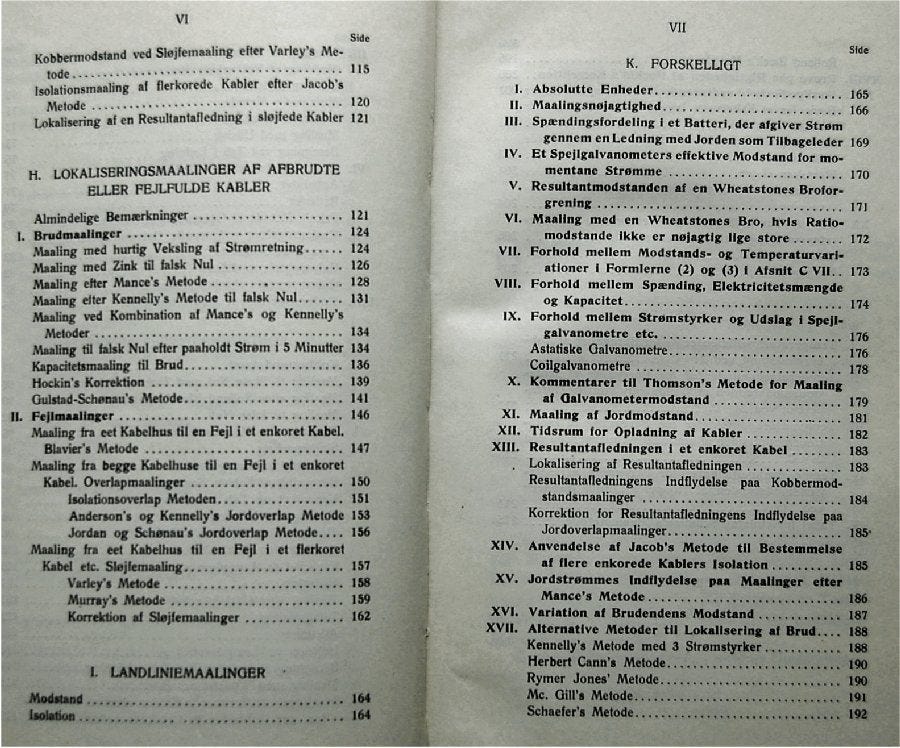 VI
Side
Kobbermodstand ved Sløjfemaaling efter Varley's Me-
tode........................................ 115
Isolationsmaaling af flerkorede Kabler efter Jacob's
Metode ..................................... 120
Lokalisering af en Resultantafledning i sløjfede Kabler 121
H. LOKALISERINGSMAALINGER AF AFBRUDTE
ELLER FEJLFULDE KABLER
Almindelige Bemærkninger ...................... 121
I. Brudmaalinger ................................ 124
Maaling med hurtig Veksling af Strømretning...... 124
Maaling med Zink til falsk Nul ................... 126
Maaling efter Mance's Metode .................... 128
Maaling efter Kennelly's Metode til falsk Nul....... 131
Maaling ved Kombination af Mance's og Kennelly's
Metoder ..................................... 134
Maaling til falsk Nul efter paaholdt Strøm i 5 Minutter 134
Kapacitetsmaaling til Brud....................... 136
Hockin's Korrektion ............................. 139
Gulstad-Schønau's Metode........................ 141
II. Fejlmaalinger ................................. 146
Maaling fra eet Kabelhus til en Fejl i et enkoret Kabel.
Blavier's Metode .............................. 147
Maaling fra begge Kabelhuse til en Fejl i et enkoret
Kabel. Overlapmaalinger ....................... 150
Isolationsoverlap Metoden.................... 151
Anderson's og Kennelly's Jordoverlap Metode 153
Jordan og Schønau's Jordoverlap Metode.... 156
Maaling fra eet Kabelhus til en Fejl i et flerkoret
Kabel etc. Sløjfemaaling........................ 157
Varley's Metode ............................ 158
Murray's Metode ........................... 159
Korrektion af Sløjfemaalinger ................ 162
I. LANDLINIEMAALINGER
Modstand ..................................... 164
Isolation ...................................... 164
VII
Side
K. FORSKELLIGT
I. Absolutte Enheder............................ 165
II. Maalingsnøjagtighed.......................... 166
III. Spændingsfordeling i et Batteri, der afgiver Strøm
gennem en Ledning med Jorden som Tilbageleder 169
IV. Et Spejlgalvanometers effektive Modstand for mo-
mentane Strømme ........................... 170
V. Resultantmodstanden af en Wheatstones Brofor-
grening ..................................... 171
VI. Maaling med en Wheatstones Bro, hvis Ratio-
modstande ikke er nøjagtig lige store ......... 172
VII. Forhold mellem Modstands- og Temperaturvari-
ationer i Formlerne (2) og (3) i Afsnit C VII.. 173
VIII. Forhold mellem Spænding, Elektricitetsmængde
og Kapacitet................................. 174
IX. Forhold mellem Strømstyrker og Udslag i Spejl-
galvanometre etc. ........................... 176
Astatiske Galvanometre.......................... 176
Coilgalvanometre ............................... 178
X. Kommentarer til Thomson's Metode for Maaling
af Galvanometermodstand .................... 179
XI. Maaling af Jordmodstand...................... 181
XII. Tidsrum for Opladning af Kabler .............. 182
XIII. Resultantafledningen i et enkoret Kabel ........ 183
Lokalisering af Resultantafledningen ............... 183
Resultantafledningens Indflydelse paa Kobbermod-
standsmaalinger .............................. 184
Korrektion for Resultantafledningens Indflydelse paa
Jordoverlapmaalinger.......................... 185
XIV. Anvendelse af Jacob's Metode til Bestemmelse
af flere enkorede Kablers Isolation ........... 185
XV. Jordstrømmes Indflydelse paa Maalinger efter
Mance's Metode ............................. 186
XVI. Variation af Brudendens Modstand ............. 187
XVII. Alternative Metoder til Lokalisering af Brud.... 188
Kennelly's Metode med 3 Strømstyrker ............ 188
Herbert Cann's Metode........................... 190
Rymer Jones' Metode............................ 190
Mc. Gill's Metode............................... 191
Schaefer's Metode............................... 192